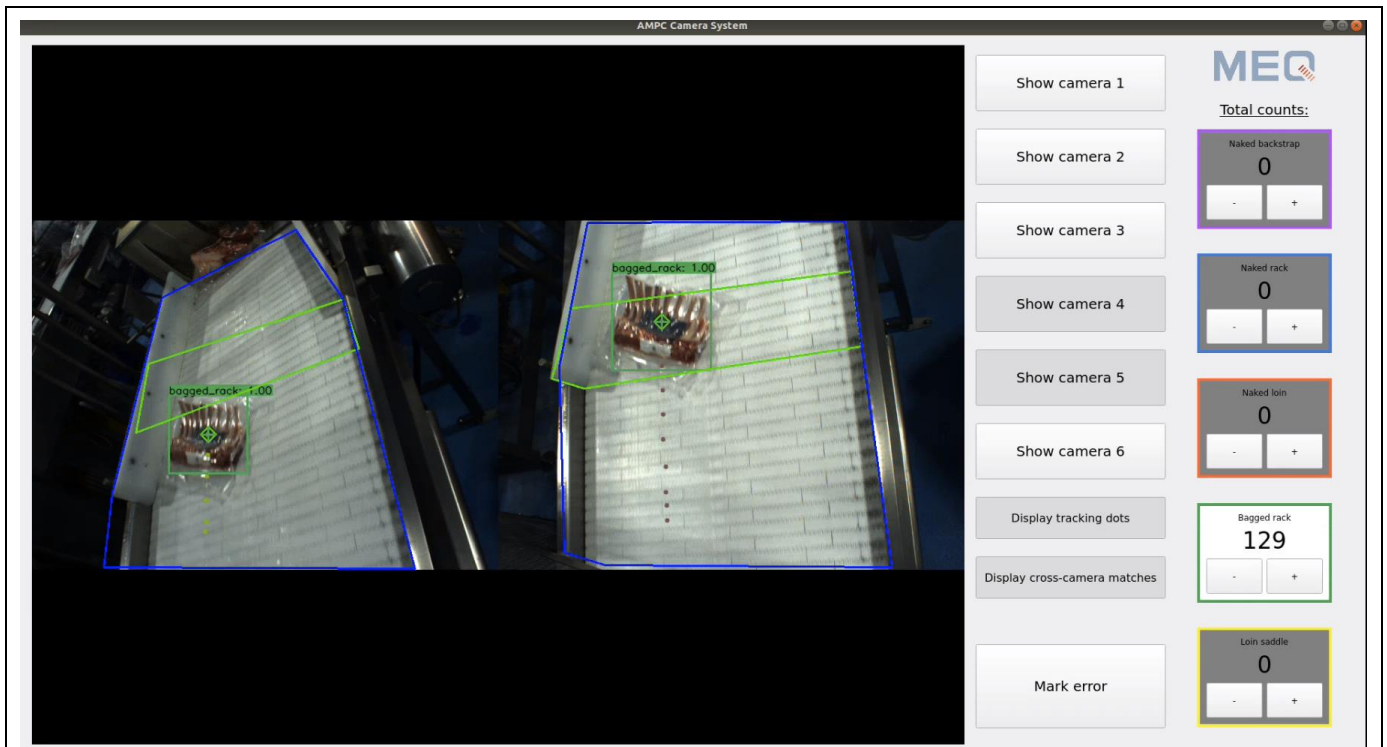 AMPC Camera System
bagged_rack: 1.00
bagged_rack: 1.00
Show camera 1
Show camera 2
Show camera 3
Show camera 4
Show camera 5
Show camera 6
Display tracking dots
Display cross-camera matches
Mark error
MEQ
Total counts:
Naked backstrap
0
- +
Naked rack
0
- +
Naked loin
0
- +
Bagged rack
129
- +
Loin saddle
0
- +